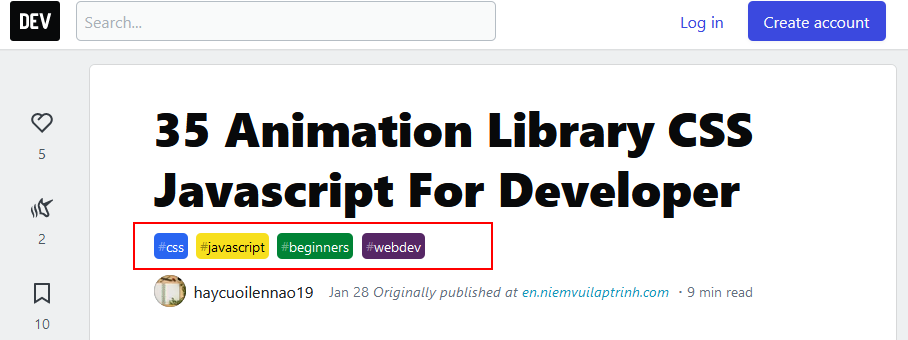 DEV
Search...
Log in
Create account
35 Animation Library CSS
Javascript For Developer
#css #javascript #beginners #webdev
haycuoilennao19 Jan 28 Originally published at en.niemvuilaptrinh.com ・9 min read
5
2
10